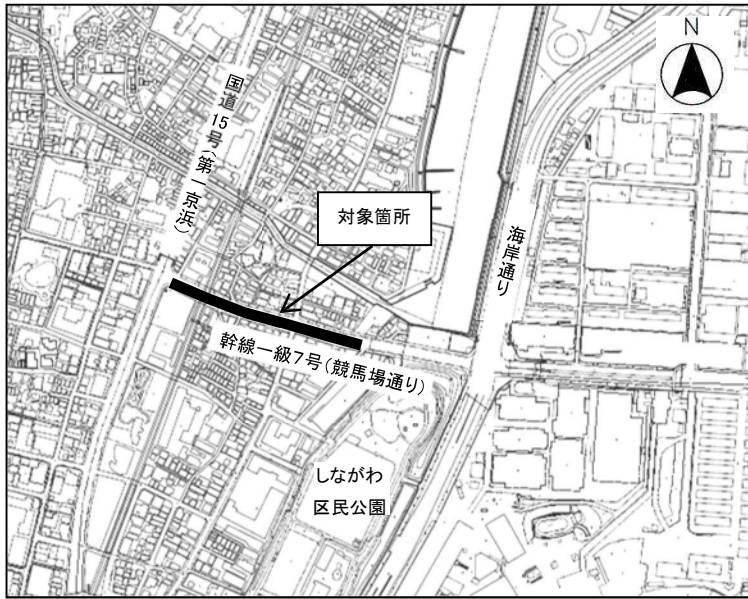 N
国道15号(第一京浜)
対象箇所
海岸通り
幹線一級7号(競馬場通り)
しながわ
区民公園